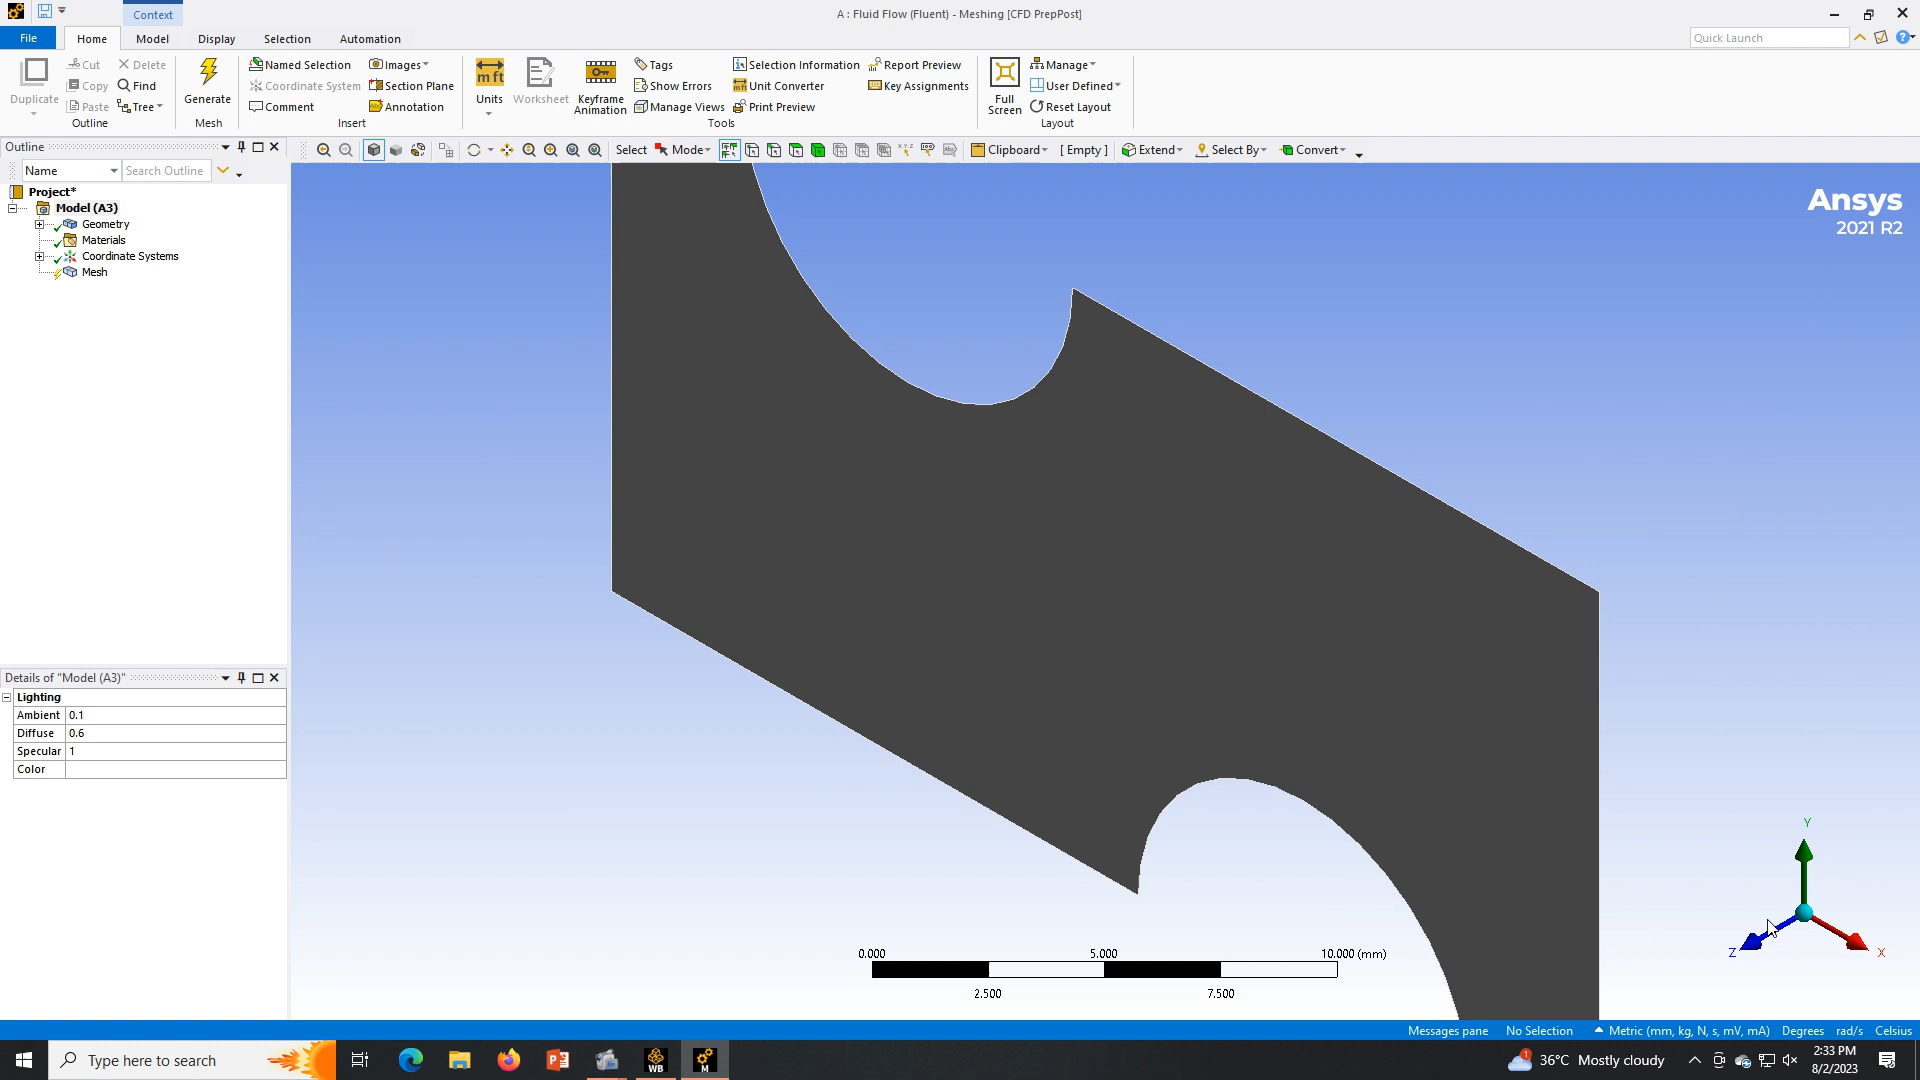 Context
A : Fluid Flow (Fluent) - Meshing [CFD PrepPost]
File Home Model Display Selection Automation
Quick Launch
Duplicate Cut Delete
Copy Find
Paste Tree
Outline
Generate
Mesh
Named Selection Images
Coordinate System Section Plane
Comment Annotation
Insert
Units Worksheet Keyframe Animation
Tags Selection Information Report Preview
Show Errors Unit Converter Key Assignments
Manage Views Print Preview
Tools
Full Screen
Manage
User Defined
Reset Layout
Layout
Outline
Select Mode Clipboard [ Empty ] Extend Select By Convert
Name Search Outline
Project*
Model (A3)
Geometry
Materials
Coordinate Systems
Mesh
Ansys
2021 R2
Details of "Model (A3)"
Lighting
Ambient 0.1
Diffuse 0.6
Specular 1
Color
Y
Z
X
0.000 5.000 10.000 (mm)
2.500 7.500
Messages pane No Selection Metric (mm, kg, N, s, mV, mA) Degrees rad/s Celsius
Type here to search
WB
M
1
36°C Mostly cloudy
2:33 PM
8/2/2023